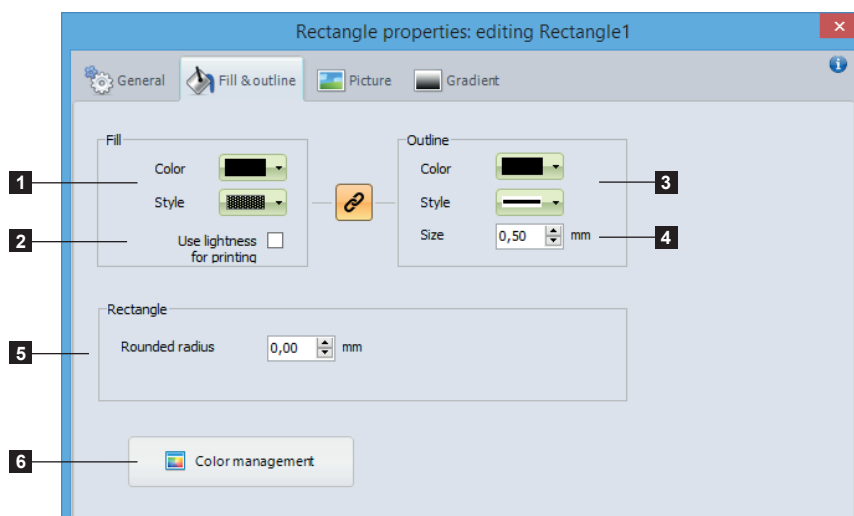 Rectangle properties: editing Rectangle1
General Fill & outline Picture Gradient
Fill
Outline
1
Color
Color
3
Style
Style
2
Use lightness
for printing
Size 0,50 mm
4
Rectangle
5
Rounded radius 0,00 mm
6
Color management